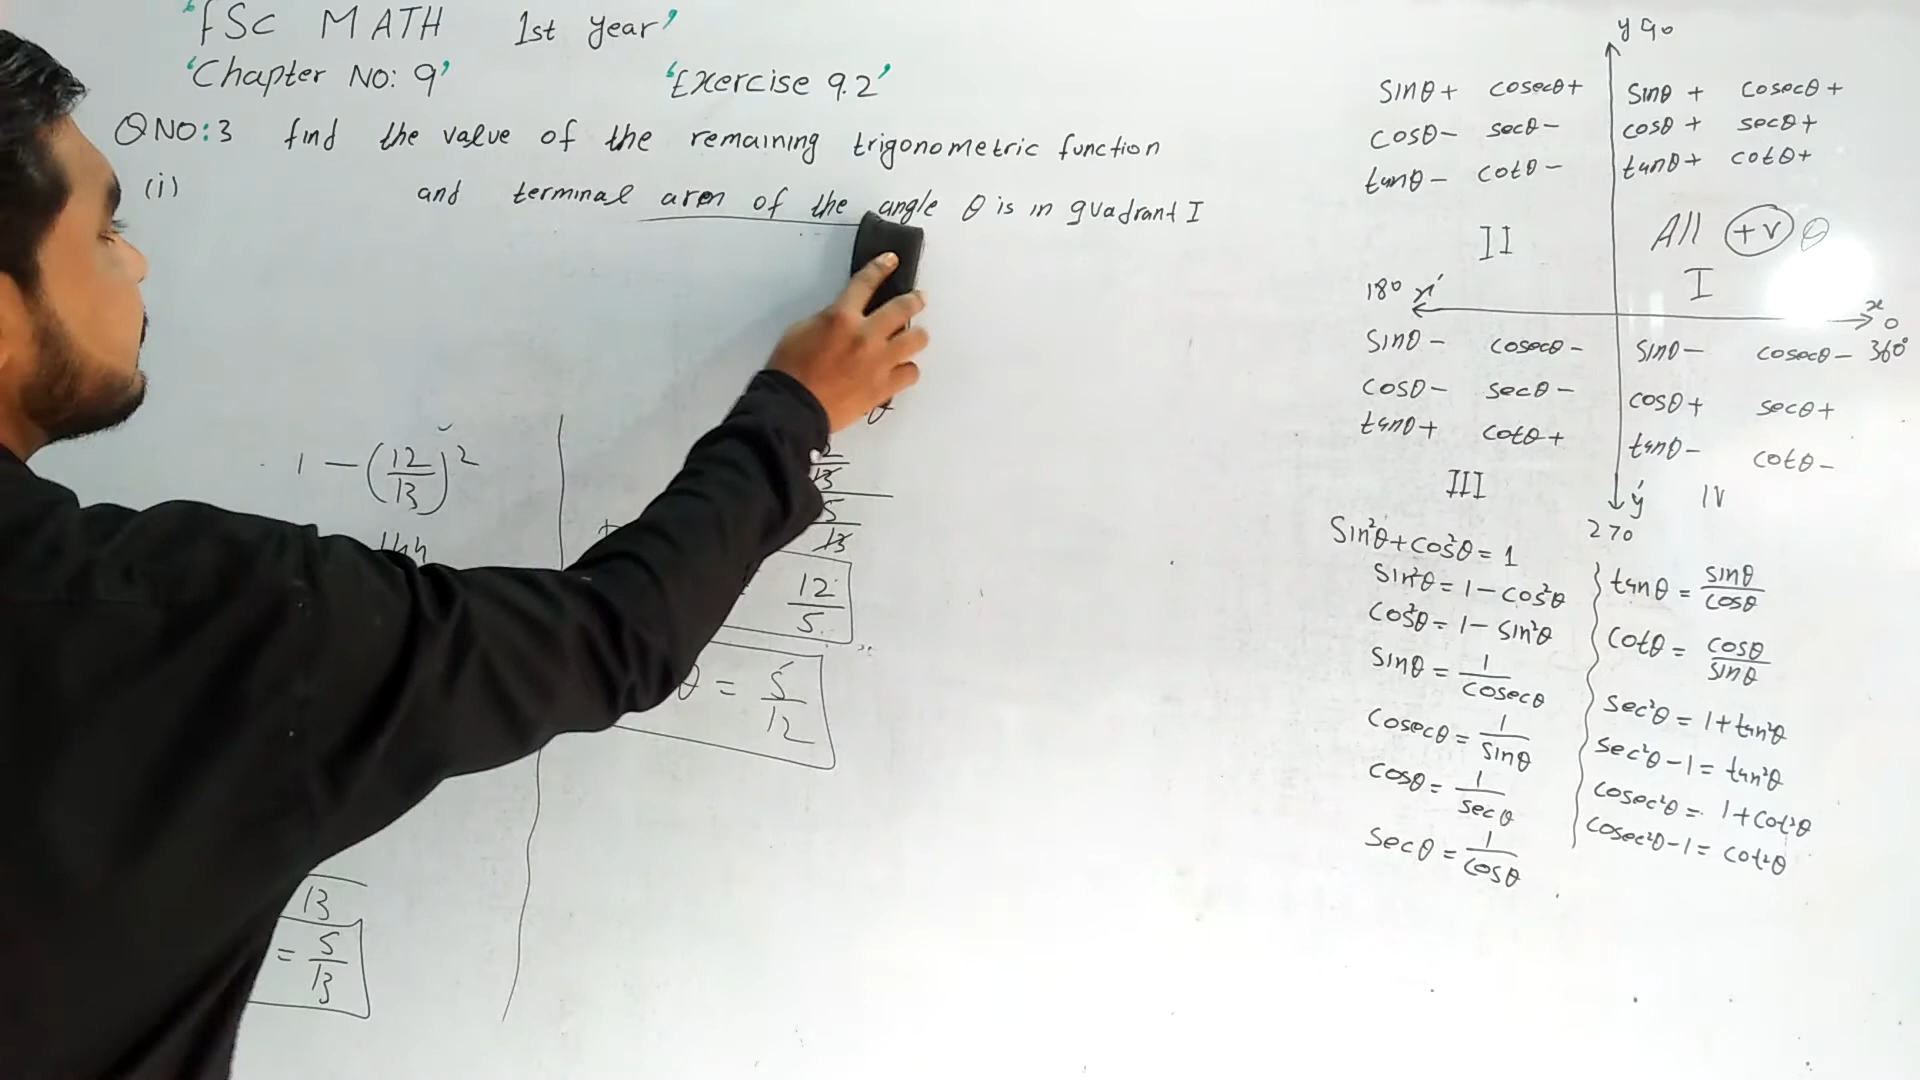 'FSc MATH 1st year'
'Chapter NO: 9' 'Exercise 9.2'
QNO:3 find the value of the remaining trigonometric function
(i) and terminal arm of the angle θ is in quadrant I
1 - (12/13)²
144
13
= 5/13
θ
12/13
5/13
12/5
θ = 5/12
y 90
sinθ+ cosecθ+
cosθ- secθ-
tanθ- cotθ-
II
sinθ + cosecθ +
cosθ + secθ+
tanθ+ cotθ+
All +v θ
I
180 x'
x 0
360°
sinθ- cosecθ-
cosθ- secθ-
tanθ+ cotθ+
III
sinθ- cosecθ-
cosθ+ secθ+
tanθ- cotθ-
IV
y'
270
Sin²θ+cos²θ=1
Sin²θ=1-cos²θ
cos²θ=1-sin²θ
sinθ = 1/cosecθ
cosecθ = 1/sinθ
cosθ = 1/secθ
secθ = 1/cosθ
tanθ = sinθ/cosθ
cotθ = cosθ/sinθ
sec²θ = 1+tan²θ
sec²θ-1 = tan²θ
cosec²θ = 1+cot²θ
cosec²θ-1 = cot²θ